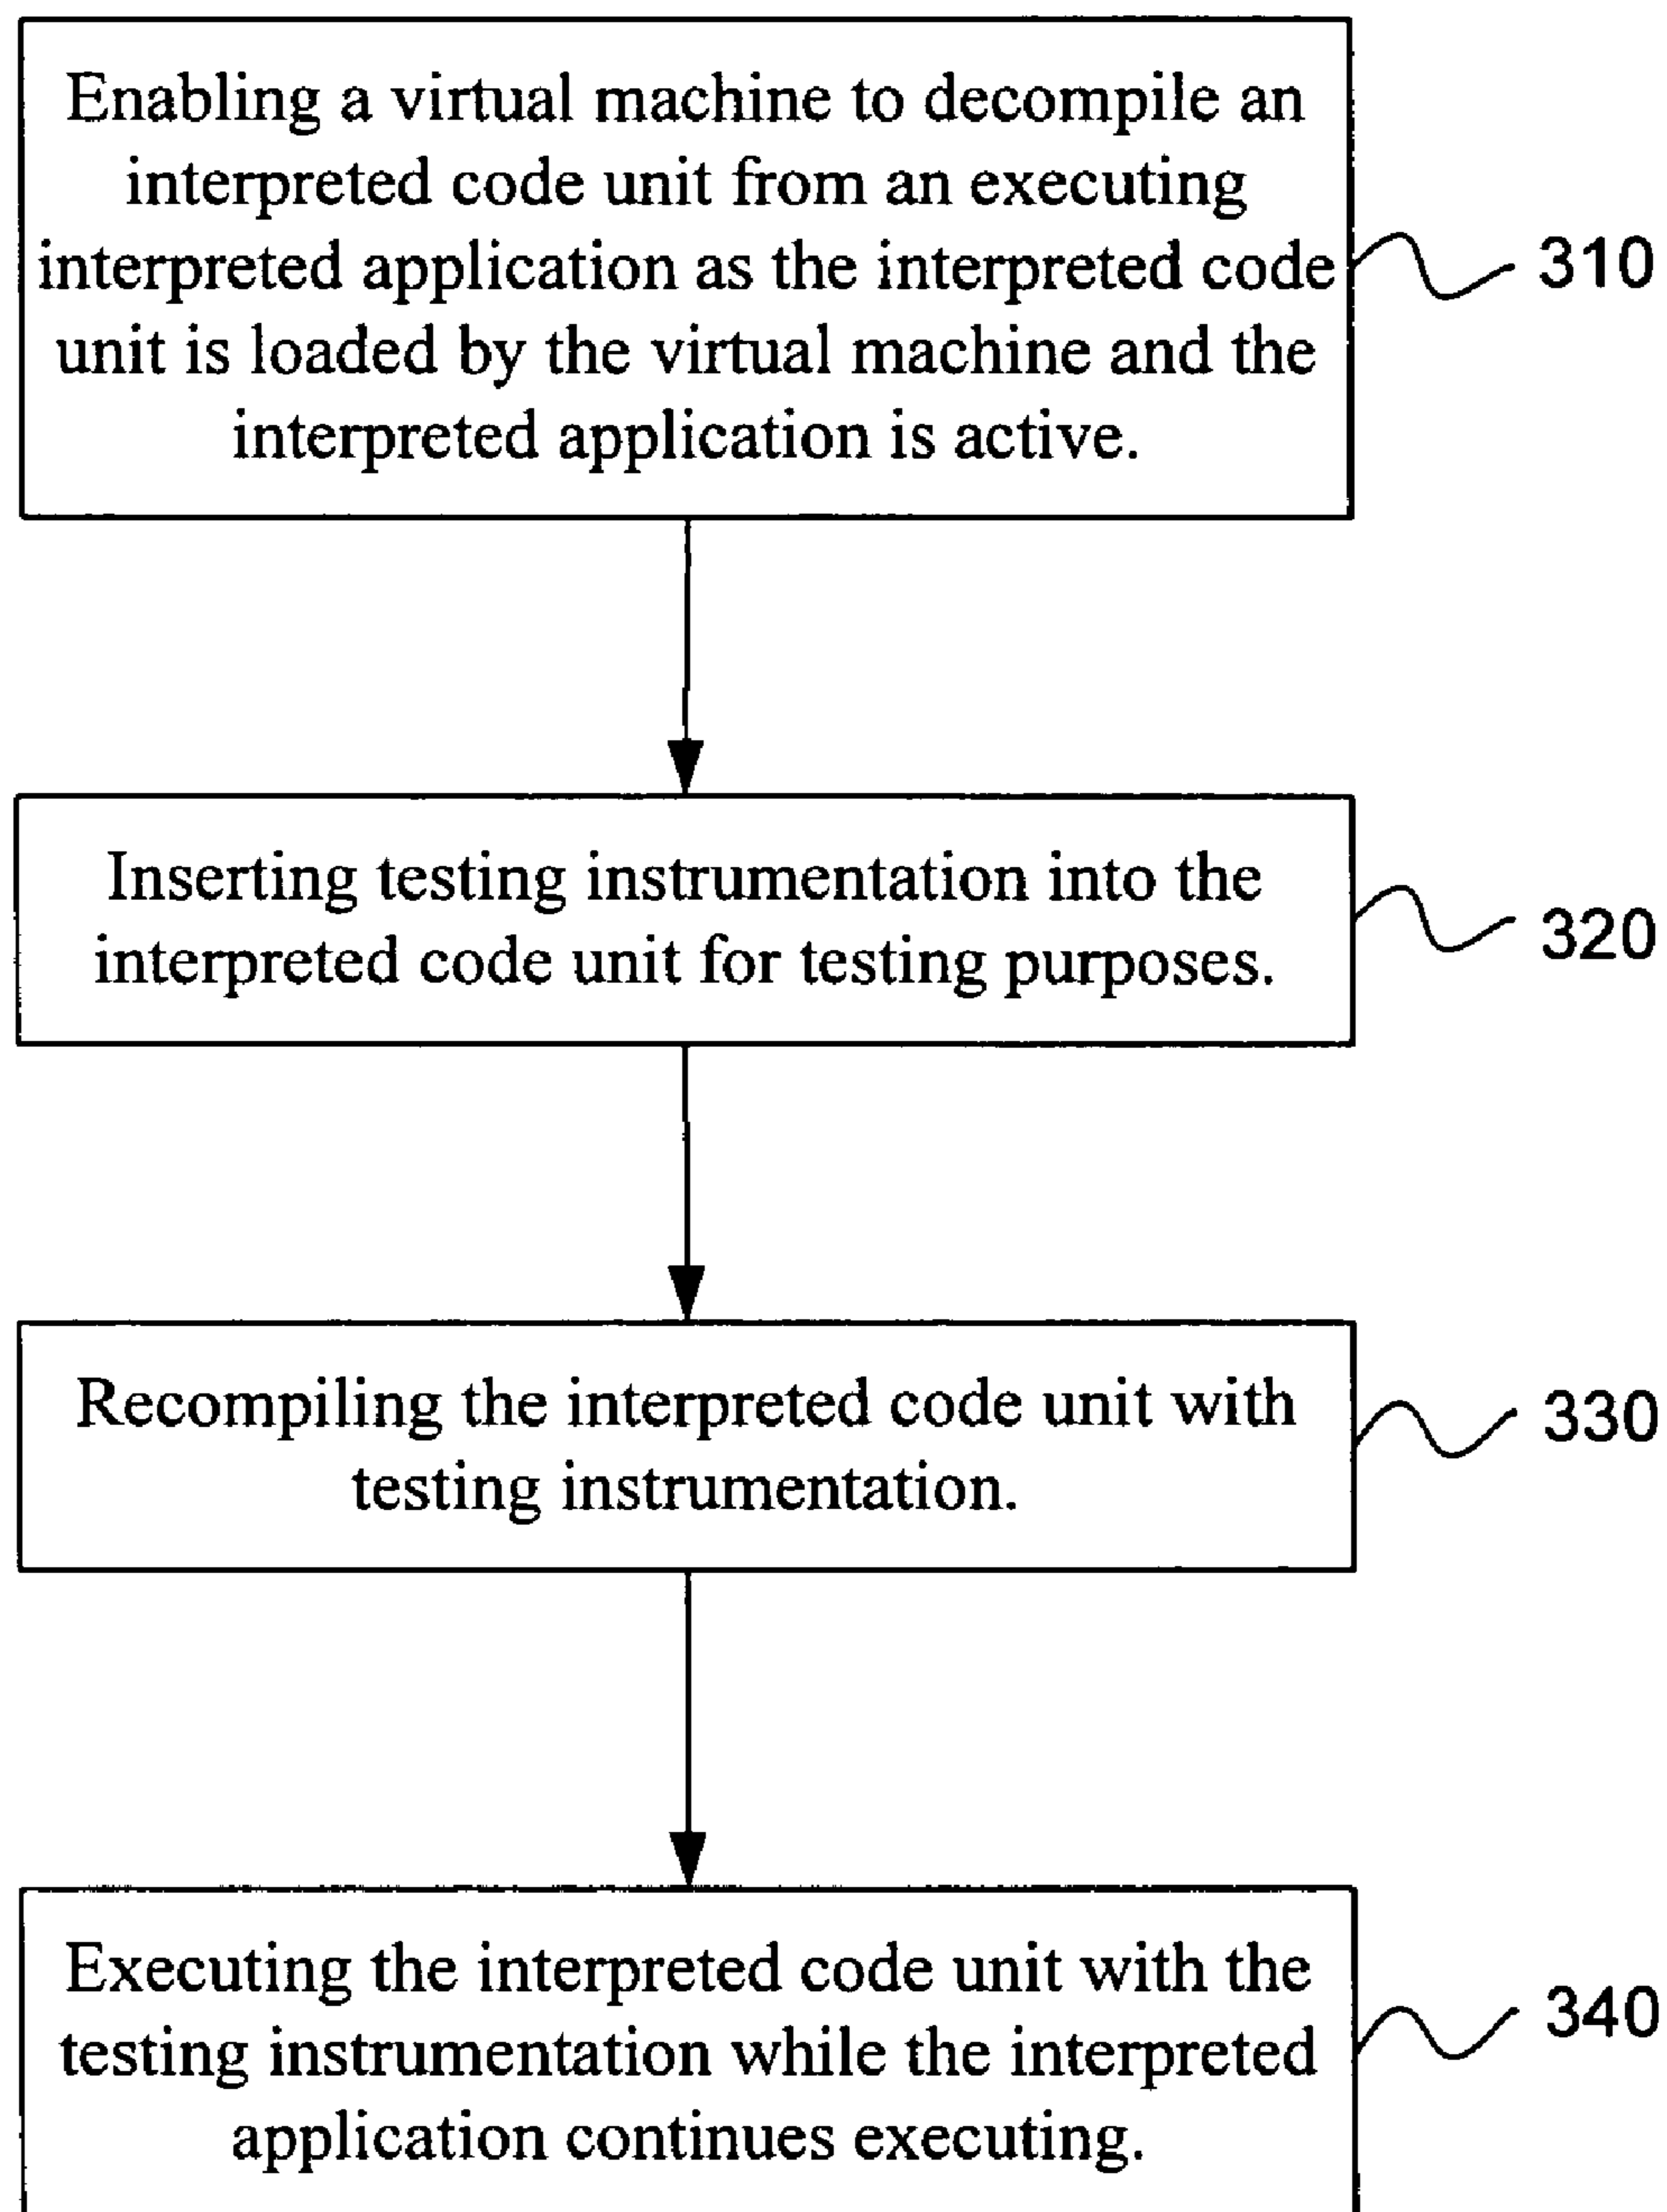 Enabling a virtual machine to decompile an
interpreted code unit from an executing
interpreted application as the interpreted code
unit is loaded by the virtual machine and the
interpreted application is active.
310
Inserting testing instrumentation into the
interpreted code unit for testing purposes.
320
Recompiling the interpreted code unit with
testing instrumentation.
330
Executing the interpreted code unit with the
testing instrumentation while the interpreted
application continues executing.
340